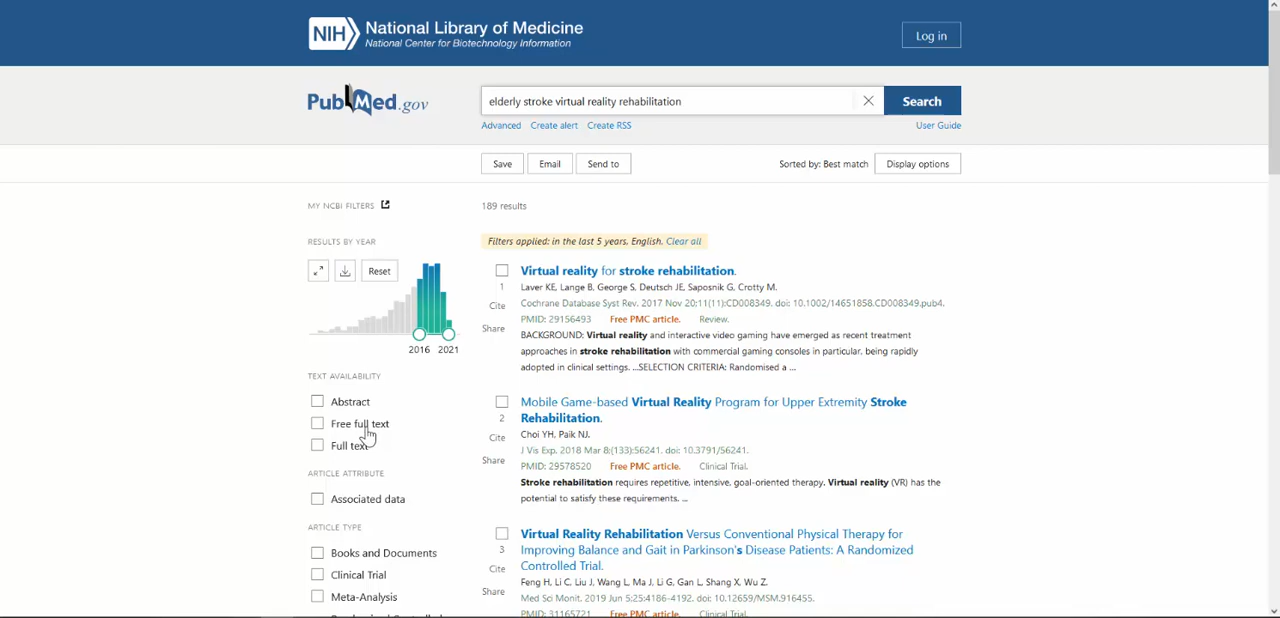 NIH National Library of Medicine
National Center for Biotechnology Information
Log in
PubMed.gov
elderly stroke virtual reality rehabilitation
Search
Advanced Create alert Create RSS
User Guide
Save Email Send to
Sorted by: Best match Display options
MY NCBI FILTERS
189 results
RESULTS BY YEAR
Filters applied: in the last 5 years, English. Clear all
Reset
2016 2021
TEXT AVAILABILITY
Abstract
Free full text
Full text
ARTICLE ATTRIBUTE
Associated data
ARTICLE TYPE
Books and Documents
Clinical Trial
Meta-Analysis
Virtual reality for stroke rehabilitation.
1
Cite
Share
Laver KE, Lange B, George S, Deutsch JE, Saposnik G, Crotty M.
Cochrane Database Syst Rev. 2017 Nov 20;11(11):CD008349. doi: 10.1002/14651858.CD008349.pub4.
PMID: 29156493 Free PMC article. Review.
BACKGROUND: Virtual reality and interactive video gaming have emerged as recent treatment
approaches in stroke rehabilitation with commercial gaming consoles in particular, being rapidly
adopted in clinical settings. ...SELECTION CRITERIA: Randomised a ...
Mobile Game-based Virtual Reality Program for Upper Extremity Stroke
Rehabilitation.
2
Cite
Share
Choi YH, Paik NJ.
J Vis Exp. 2018 Mar 8;(133):56241. doi: 10.3791/56241.
PMID: 29578520 Free PMC article. Clinical Trial.
Stroke rehabilitation requires repetitive, intensive, goal-oriented therapy. Virtual reality (VR) has the
potential to satisfy these requirements. ...
Virtual Reality Rehabilitation Versus Conventional Physical Therapy for
Improving Balance and Gait in Parkinson's Disease Patients: A Randomized
Controlled Trial.
3
Cite
Share
Feng H, Li C, Liu J, Wang L, Ma J, Li G, Gan L, Shang X, Wu Z.
Med Sci Monit. 2019 Jun 5;25:4186-4192. doi: 10.12659/MSM.916455.
PMID: 31165721 Free PMC article. Clinical Trial.